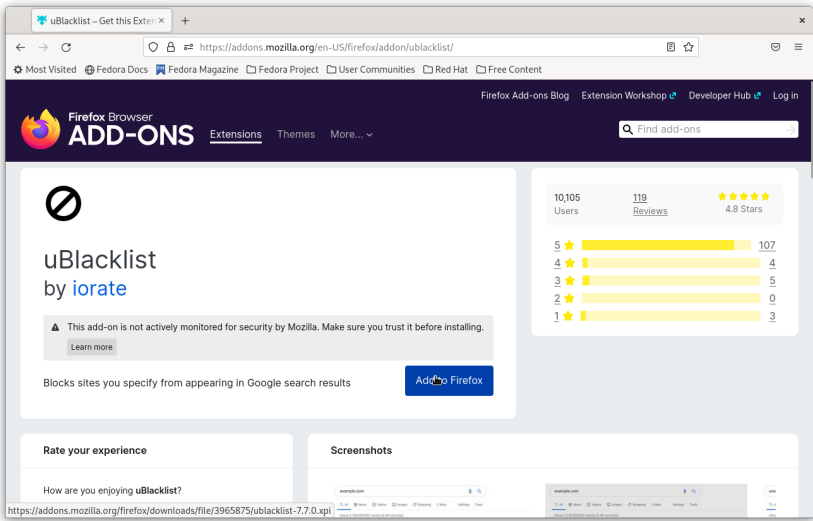 uBlacklist – Get this Exten
https://addons.mozilla.org/en-US/firefox/addon/ublacklist/
Most Visited Fedora Docs Fedora Magazine Fedora Project User Communities Red Hat Free Content
Firefox Add-ons Blog Extension Workshop Developer Hub Log in
Firefox Browser
ADD-ONS Extensions Themes More... Find add-ons
uBlacklist
by iorate
This add-on is not actively monitored for security by Mozilla. Make sure you trust it before installing.
Learn more
Blocks sites you specify from appearing in Google search results
Add to Firefox
10,105 119
Users Reviews 4.8 Stars
5 107
4 4
3 5
2 0
1 3
Rate your experience
How are you enjoying uBlacklist?
Screenshots
example.com
example.com
https://addons.mozilla.org/firefox/downloads/file/3965875/ublacklist-7.7.0.xpi